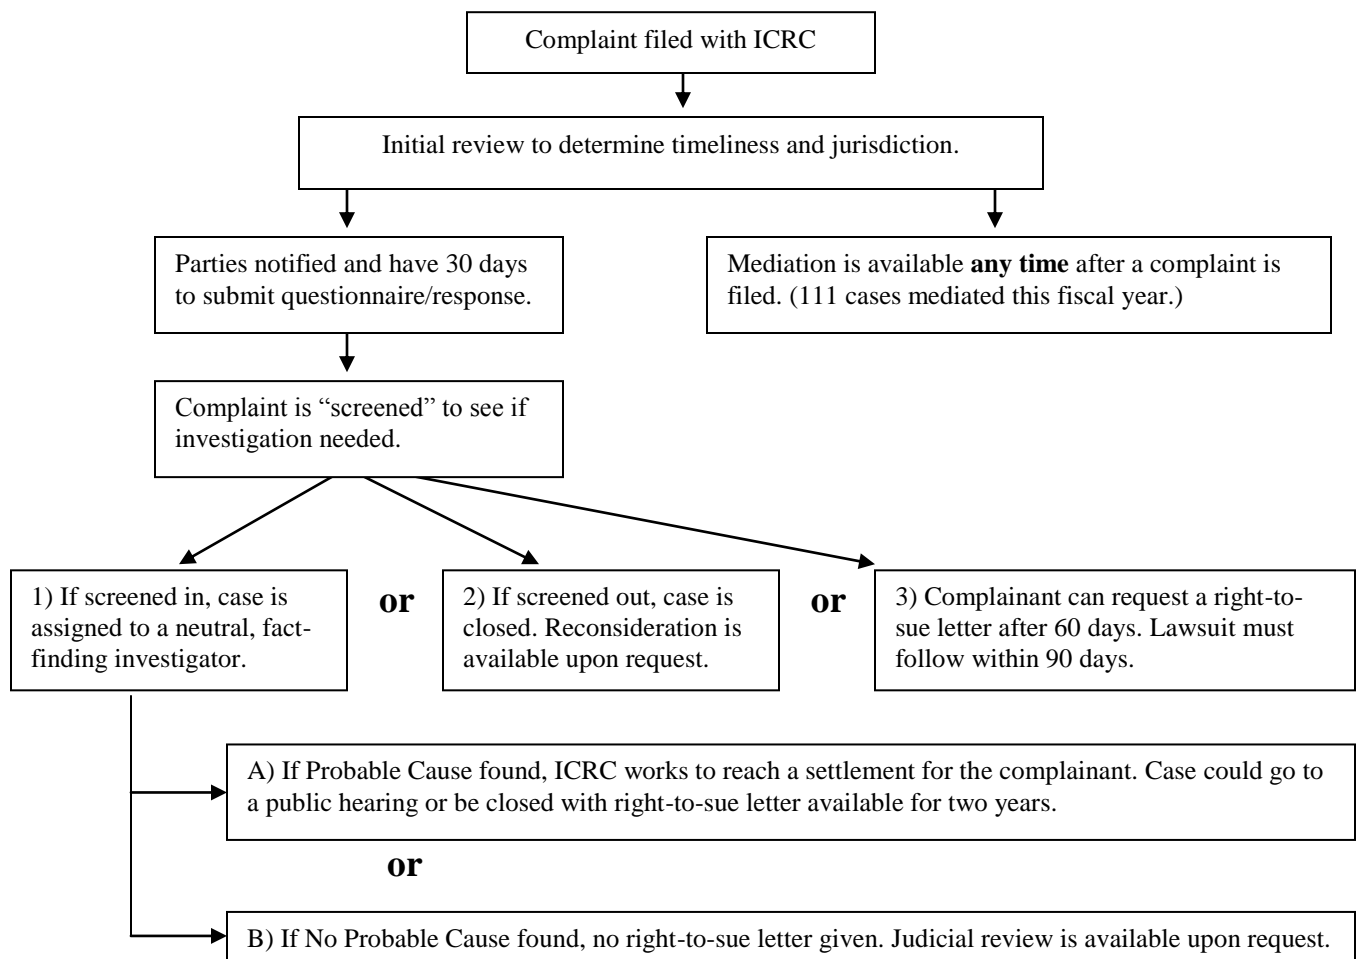 Complaint filed with ICRC
Initial review to determine timeliness and jurisdiction.
Parties notified and have 30 days
to submit questionnaire/response.
Mediation is available any time after a complaint is
filed. (111 cases mediated this fiscal year.)
Complaint is “screened” to see if
investigation needed.
1) If screened in, case is
assigned to a neutral, fact-
finding investigator.
or
2) If screened out, case is
closed. Reconsideration is
available upon request.
or
3) Complainant can request a right-to-
sue letter after 60 days. Lawsuit must
follow within 90 days.
A) If Probable Cause found, ICRC works to reach a settlement for the complainant. Case could go to
a public hearing or be closed with right-to-sue letter available for two years.
or
B) If No Probable Cause found, no right-to-sue letter given. Judicial review is available upon request.